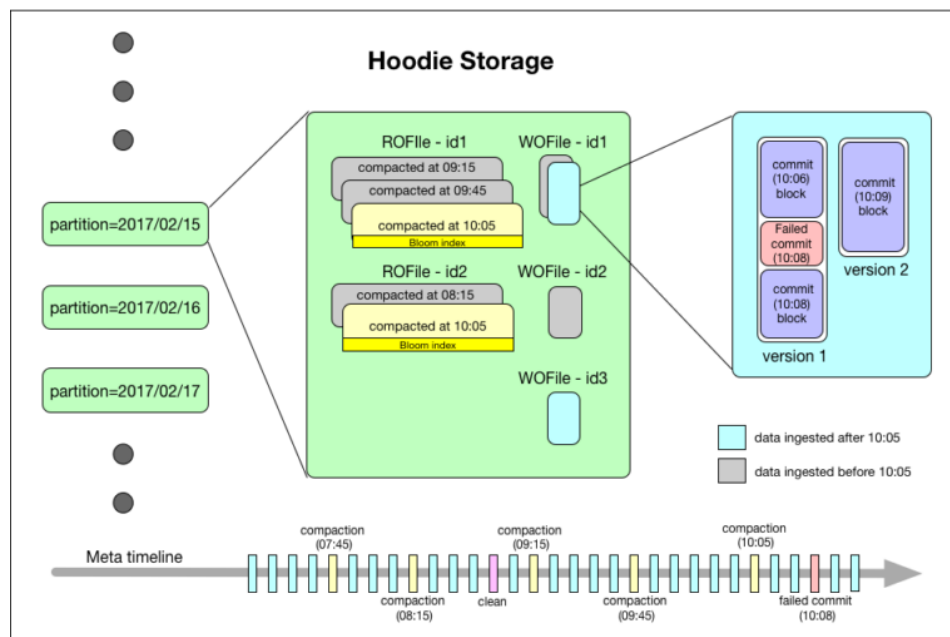 Hoodie Storage
partition=2017/02/15
partition=2017/02/16
partition=2017/02/17
ROFIle - id1
compacted at 09:15
compacted at 09:45
compacted at 10:05
Bloom index
ROFile - id2
compacted at 08:15
compacted at 10:05
Bloom index
WOFile - id1
WOFile - id2
WOFile - id3
commit
(10:06)
block
Failed
commit
(10:08)
commit
(10:08)
block
version 1
commit
(10:09)
block
version 2
data ingested after 10:05
data ingested before 10:05
Meta timeline
compaction
(07:45)
compaction
(08:15)
clean
compaction
(09:15)
compaction
(09:45)
compaction
(10:05)
failed commit
(10:08)